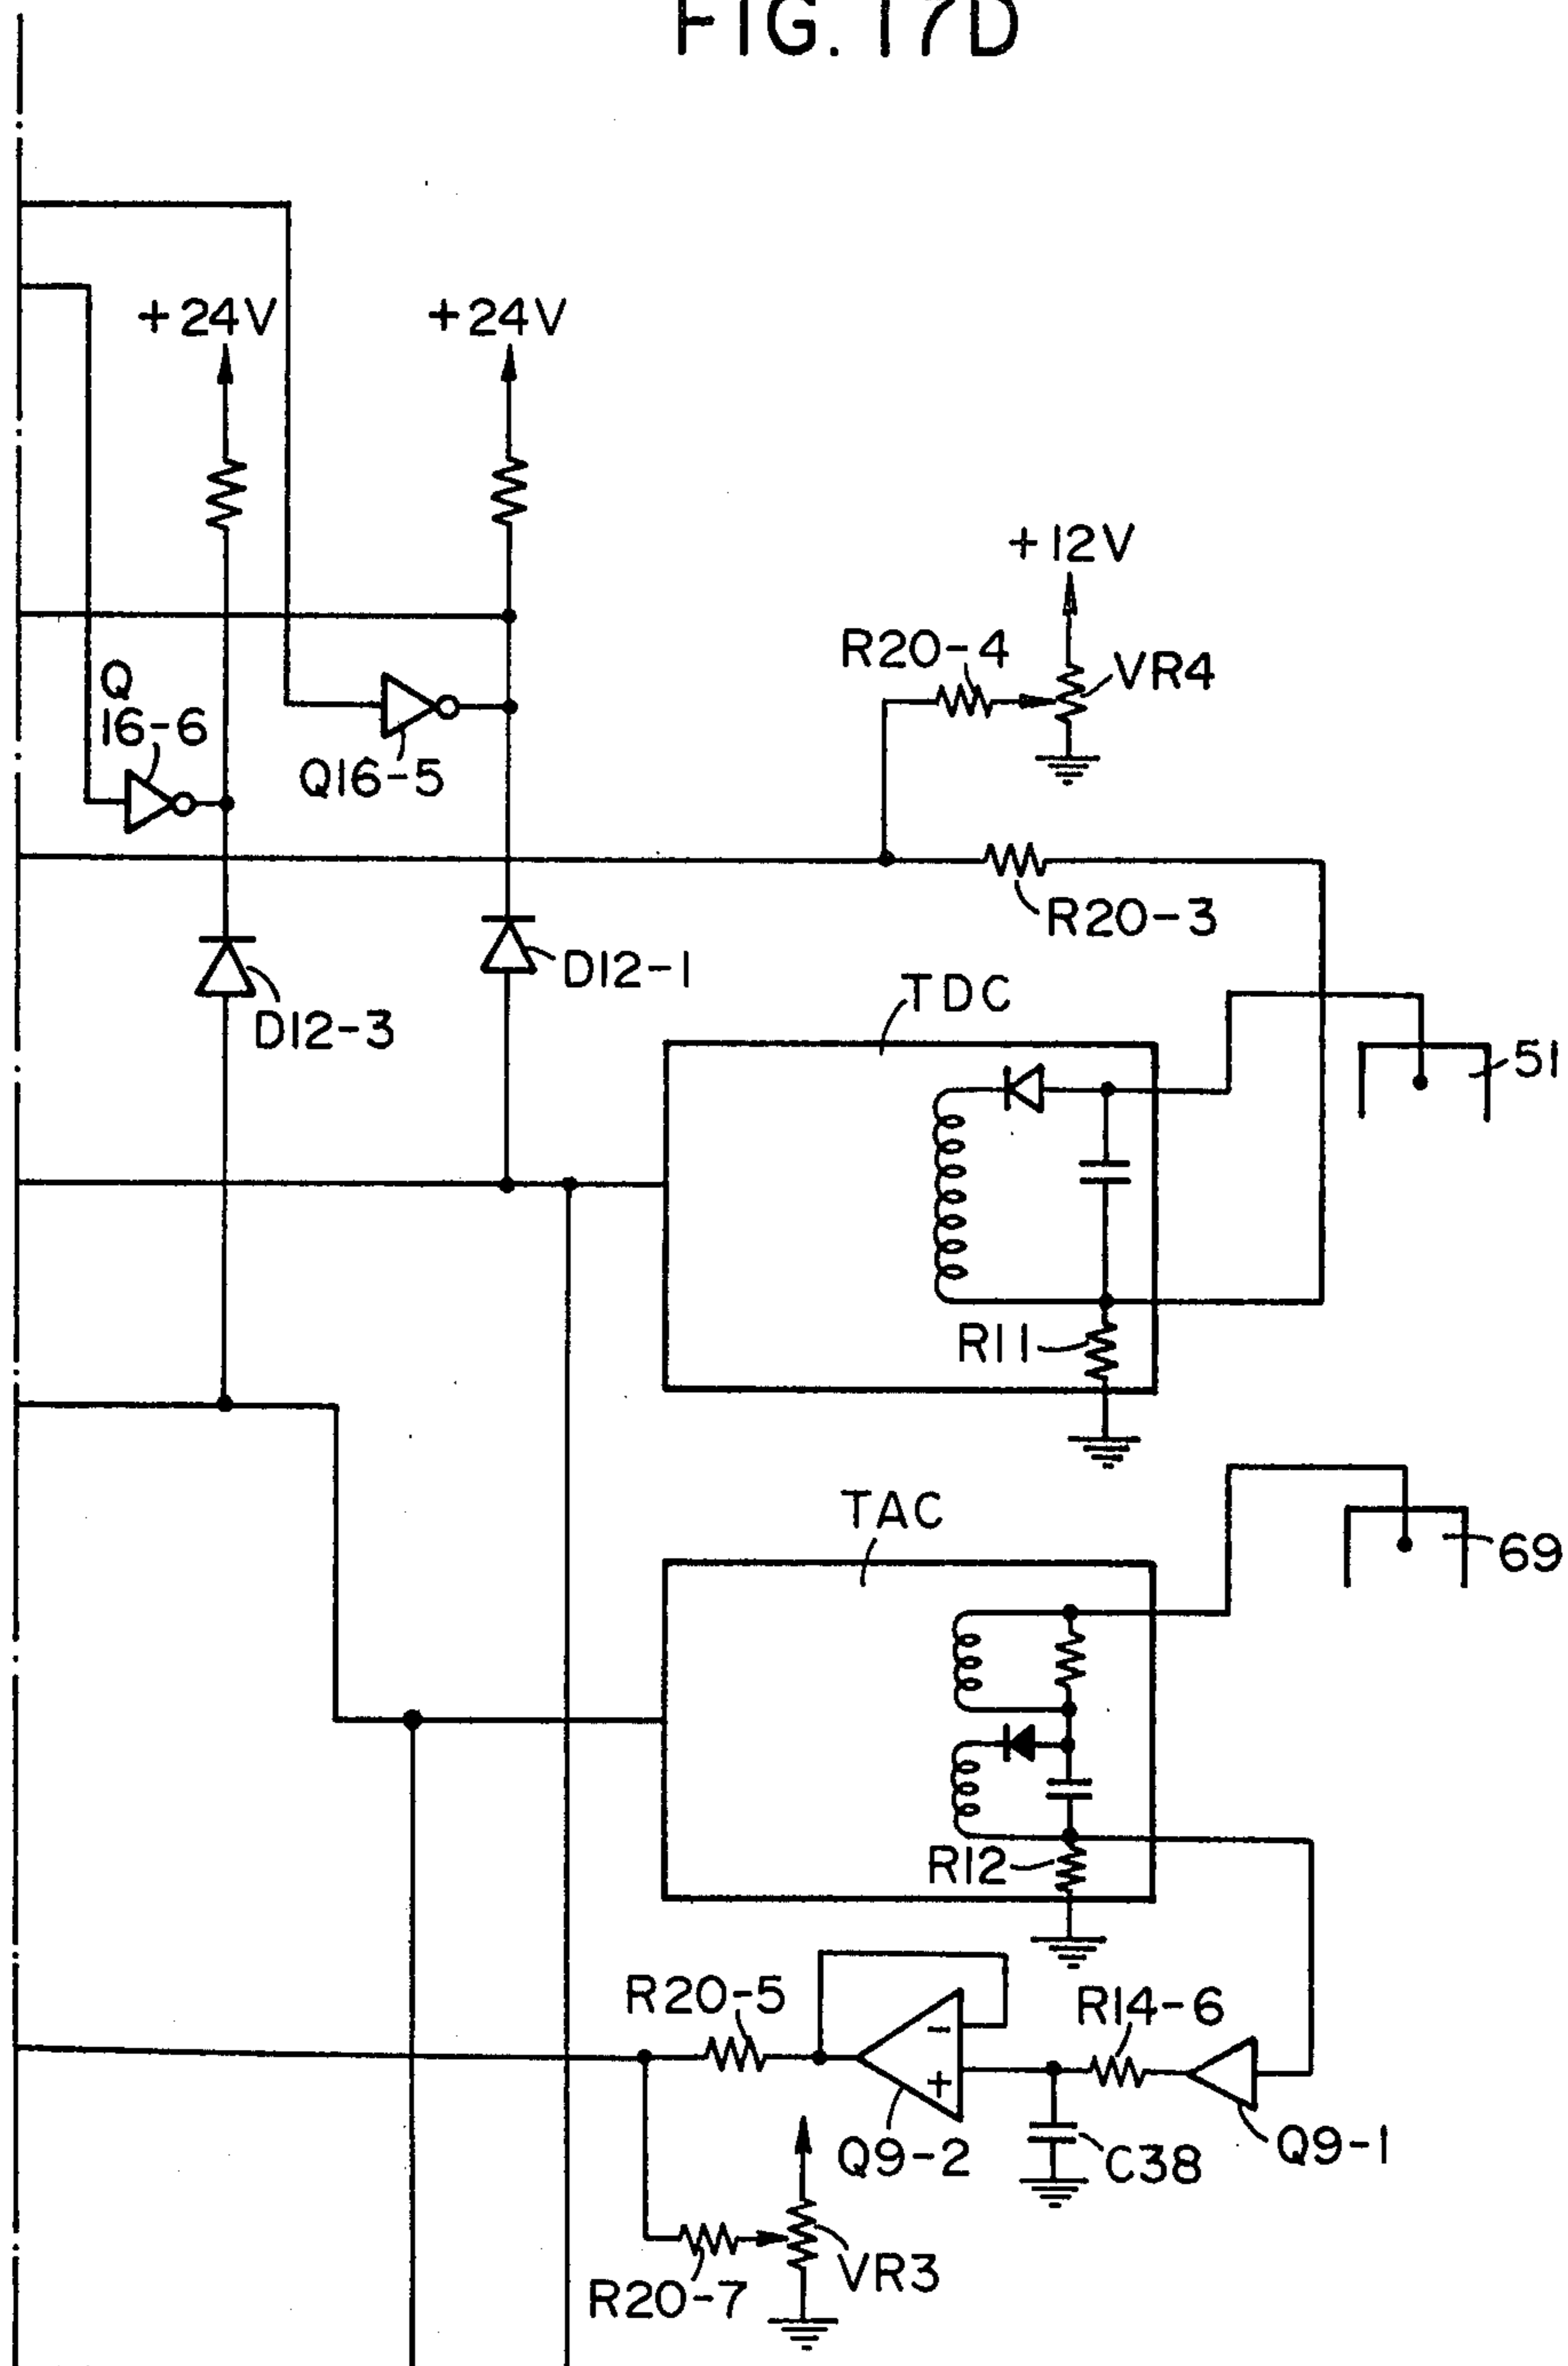 FIG. 17D
+24V
+24V
+12V
R20-4
VR4
Q
16-6
Q16-5
R20-3
D12-1
TDC
D12-3
51
R11
TAC
69
R12
R20-5
R14-6
-
+
Q9-2
C38
Q9-1
VR3
R20-7